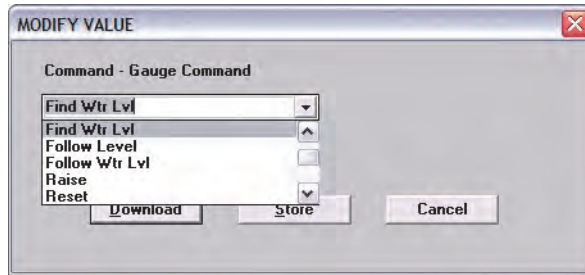 MODIFY VALUE
Command - Gauge Command
Find Wtr Lvl
Find Wtr Lvl
Follow Level
Follow Wtr Lvl
Raise
Reset
Download Store Cancel